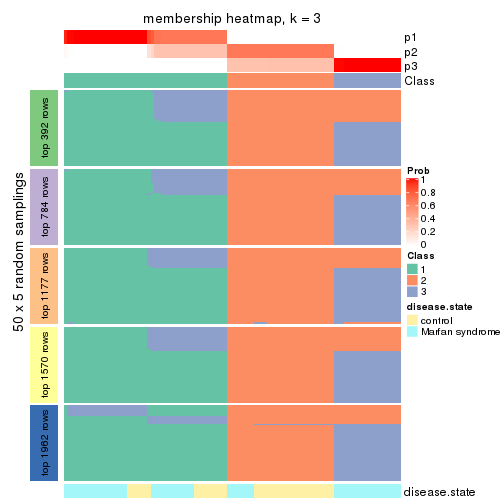 membership heatmap, k = 3
p1
p2
p3
Class
50 x 5 random samplings
top 392 rows
top 784 rows
top 1177 rows
top 1570 rows
top 1962 rows
Prob
1
0.8
0.6
0.4
0.2
0
Class
1
2
3
disease.state
control
Marfan syndrome
disease.state